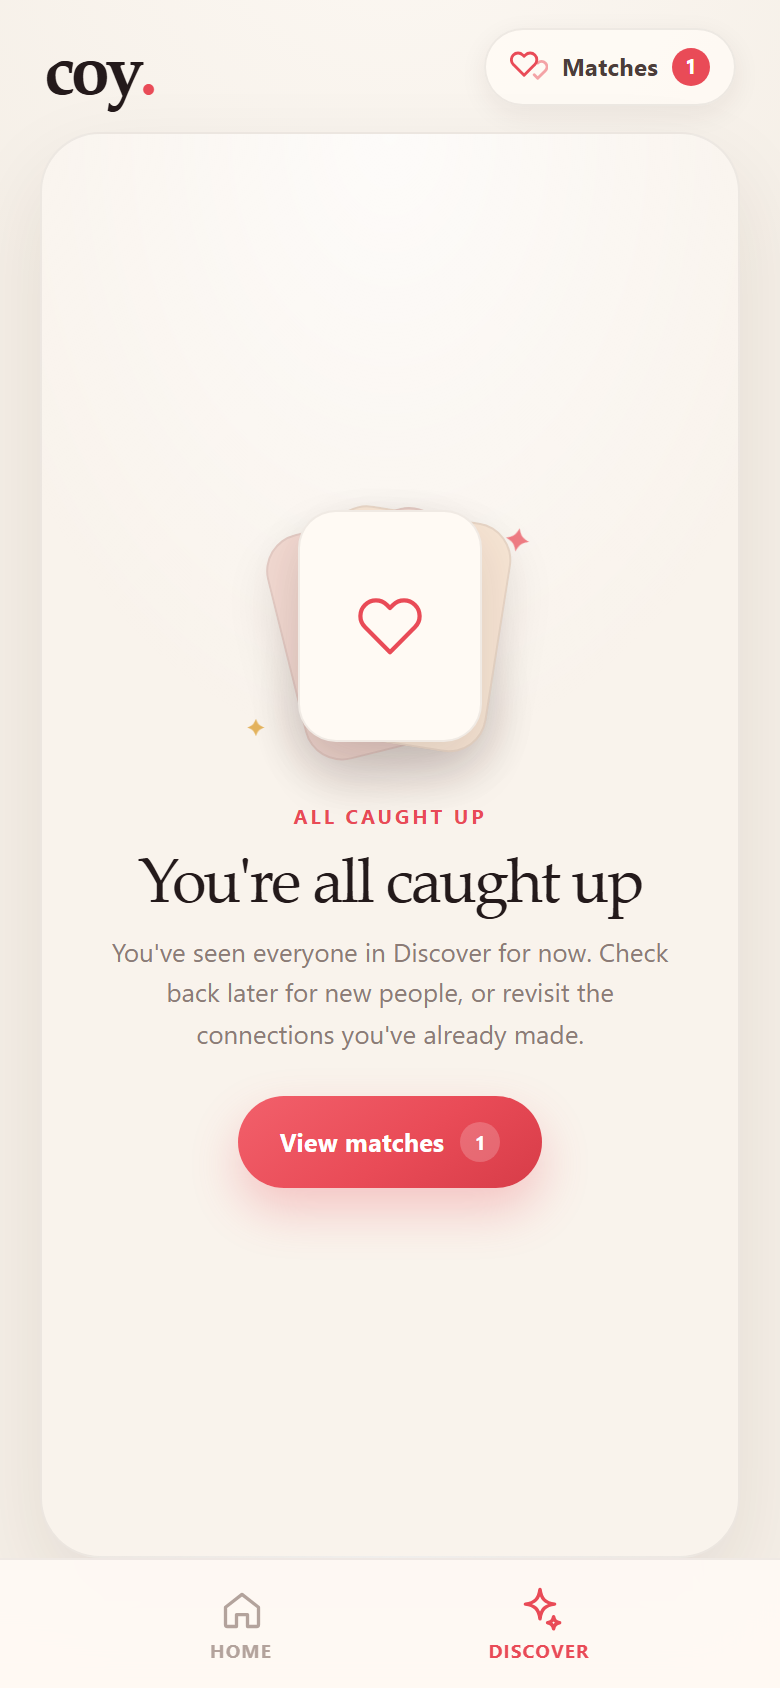 coy.
Matches 1
ALL CAUGHT UP
You're all caught up
You've seen everyone in Discover for now. Check
back later for new people, or revisit the
connections you've already made.
View matches 1
HOME
DISCOVER